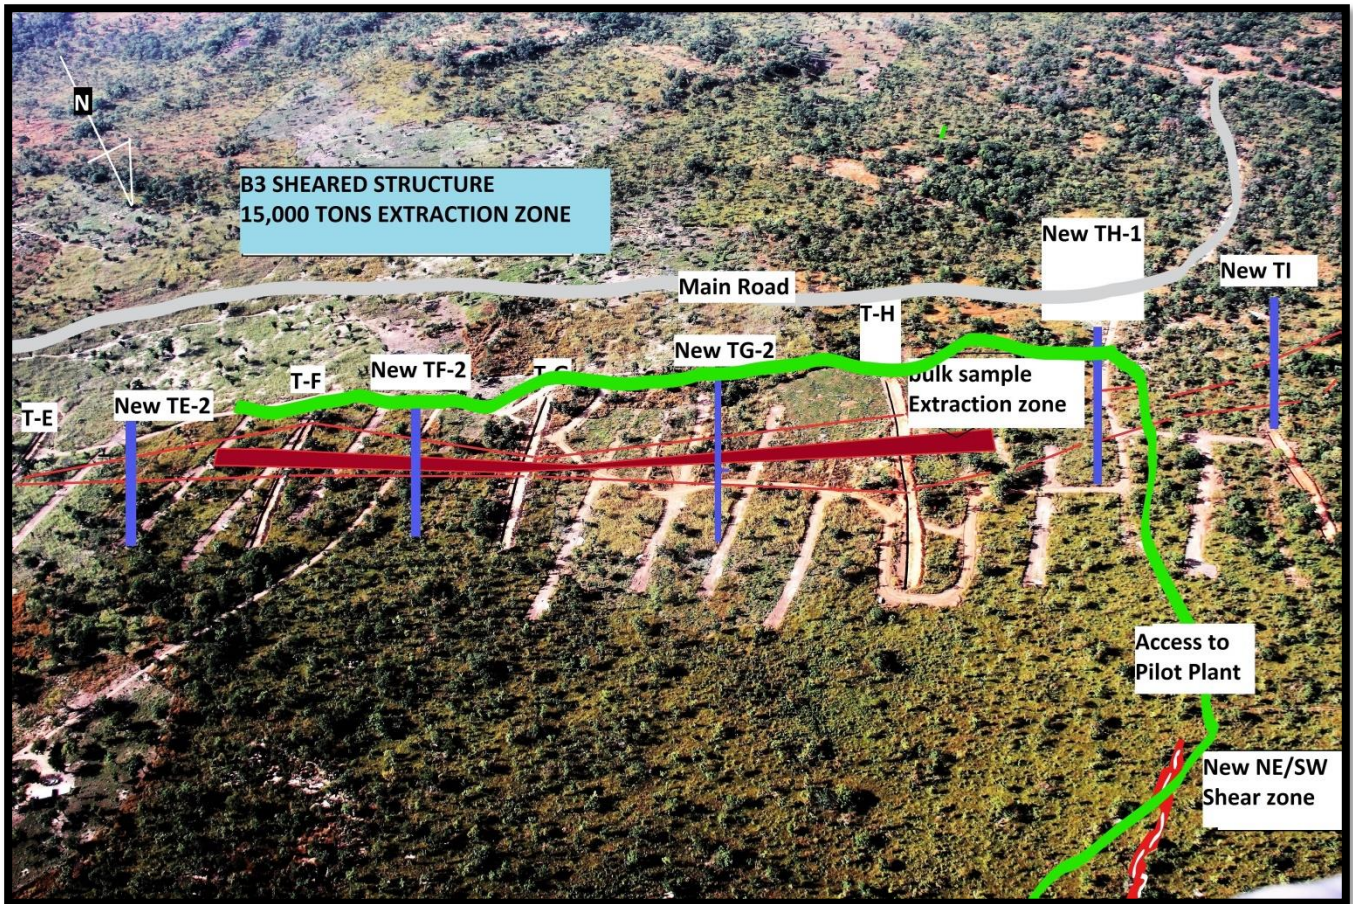 N
B3 SHEARED STRUCTURE
15,000 TONS EXTRACTION ZONE
New TH-1
New TI
Main Road
T-H
New TG-2
New TF-2
T-F
bulk sample
Extraction zone
New TE-2
T-E
Access to
Pilot Plant
New NE/SW
Shear zone